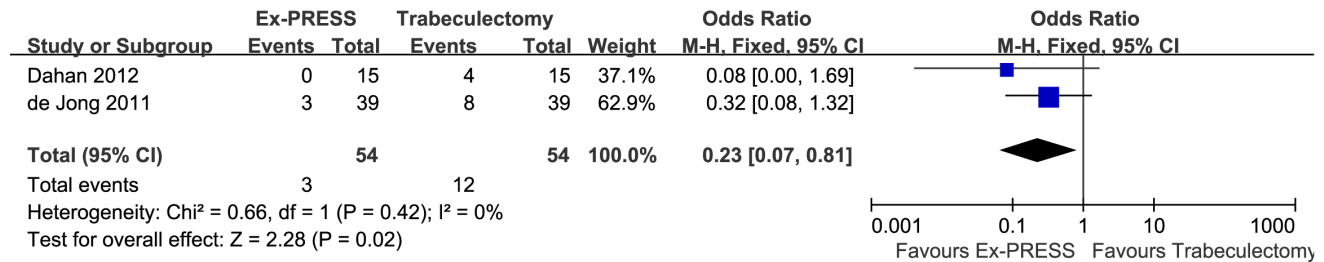 Ex-PRESS Trabeculectomy Odds Ratio Odds Ratio
Study or Subgroup Events Total Events Total Weight M-H, Fixed, 95% CI M-H, Fixed, 95% CI
Dahan 2012 0 15 4 15 37.1% 0.08 [0.00, 1.69]
de Jong 2011 3 39 8 39 62.9% 0.32 [0.08, 1.32]
Total (95% CI) 54 54 100.0% 0.23 [0.07, 0.81]
Total events 3 12
Heterogeneity: Chi² = 0.66, df = 1 (P = 0.42); I² = 0%
Test for overall effect: Z = 2.28 (P = 0.02)
0.001 0.1 1 10 1000
Favours Ex-PRESS Favours Trabeculectomy